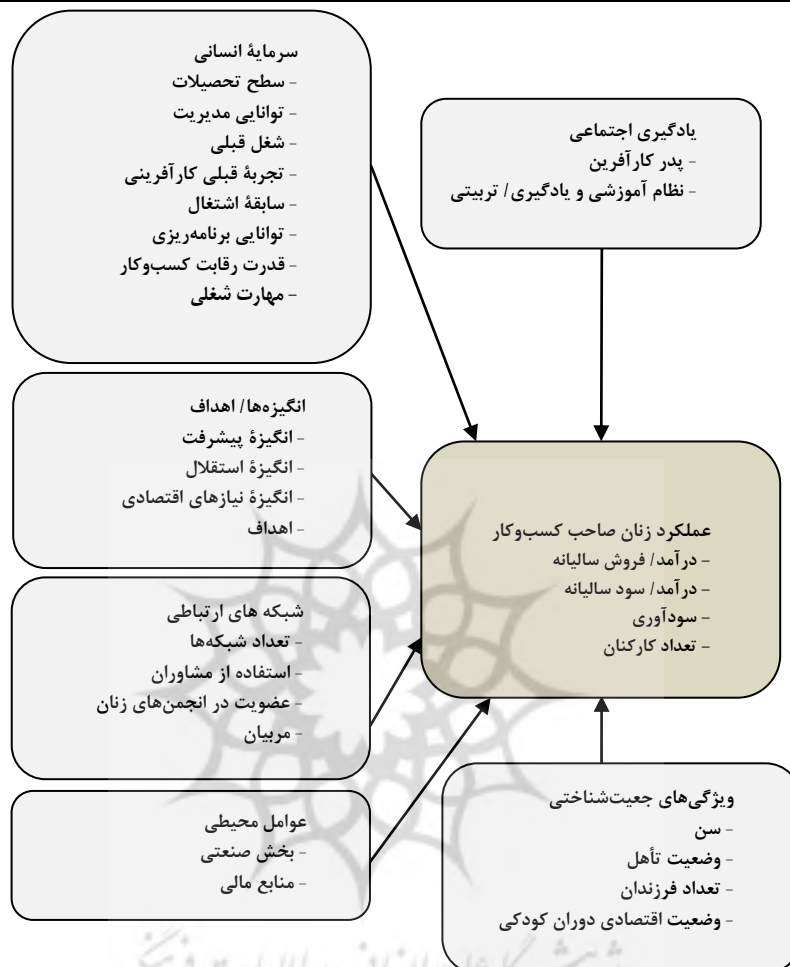 سرمایهٔ انسانی
- سطح تحصیلات
- توانایی مدیریت
- شغل قبلی
- تجربهٔ قبلی کارآفرینی
- سابقهٔ اشتغال
- توانایی برنامه‌ریزی
- قدرت رقابت کسب‌وکار
- مهارت شغلی
یادگیری اجتماعی
- پدر کارآفرین
- نظام آموزشی و یادگیری/ تربیتی
انگیزه‌ها/ اهداف
- انگیزهٔ پیشرفت
- انگیزهٔ استقلال
- انگیزهٔ نیازهای اقتصادی
- اهداف
عملکرد زنان صاحب کسب‌وکار
- درآمد/ فروش سالیانه
- درآمد/ سود سالیانه
- سودآوری
- تعداد کارکنان
شبکه های ارتباطی
- تعداد شبکه‌ها
- استفاده از مشاوران
- عضویت در انجمن‌های زنان
- مربیان
عوامل محیطی
- بخش صنعتی
- منابع مالی
ویژگی‌های جعیت‌شناختی
- سن
- وضعیت تأهل
- تعداد فرزندان
- وضعیت اقتصادی دوران کودکی